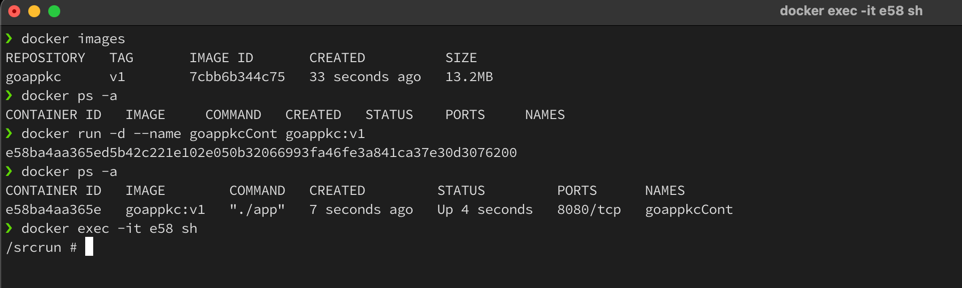 docker exec -it e58 sh
❯ docker images
REPOSITORY   TAG       IMAGE ID       CREATED          SIZE
goappkc      v1        7cbb6b344c75   33 seconds ago   13.2MB
❯ docker ps -a
CONTAINER ID   IMAGE     COMMAND   CREATED   STATUS    PORTS     NAMES
❯ docker run -d --name goappkcCont goappkc:v1
e58ba4aa365ed5b42c221e102e050b32066993fa46fe3a841ca37e30d3076200
❯ docker ps -a
CONTAINER ID   IMAGE        COMMAND   CREATED         STATUS         PORTS      NAMES
e58ba4aa365e   goappkc:v1   "./app"   7 seconds ago   Up 4 seconds   8080/tcp   goappkcCont
❯ docker exec -it e58 sh
/srcrun #